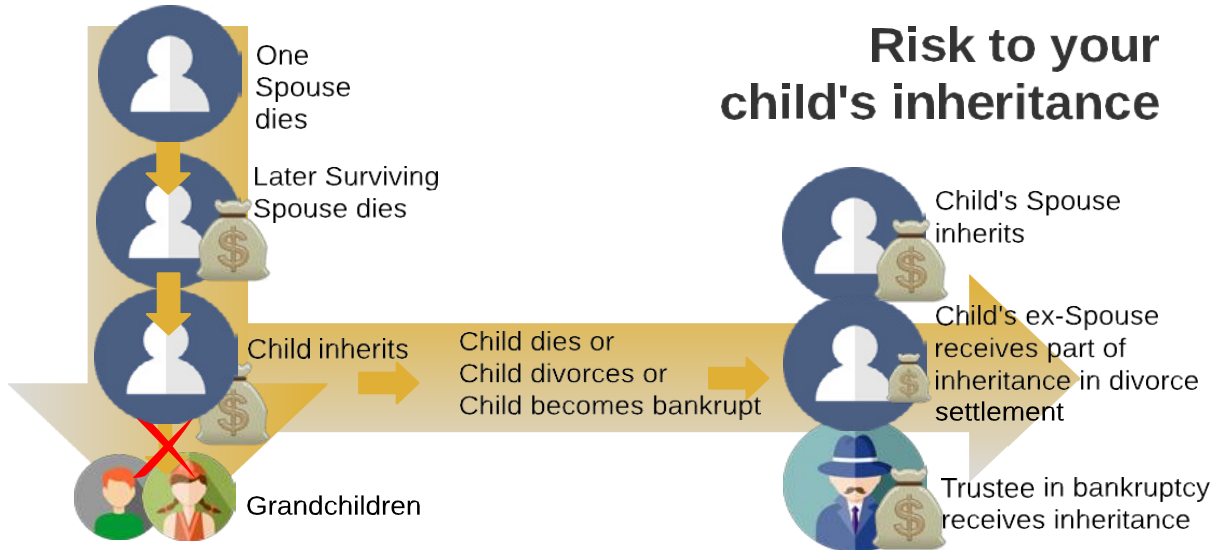 Risk to your
child's inheritance
One
Spouse
dies
Later Surviving
Spouse dies
Child inherits
Child dies or
Child divorces or
Child becomes bankrupt
Child's Spouse
inherits
Child's ex-Spouse
receives part of
inheritance in divorce
settlement
Trustee in bankruptcy
receives inheritance
Grandchildren
$
$
$
$
$